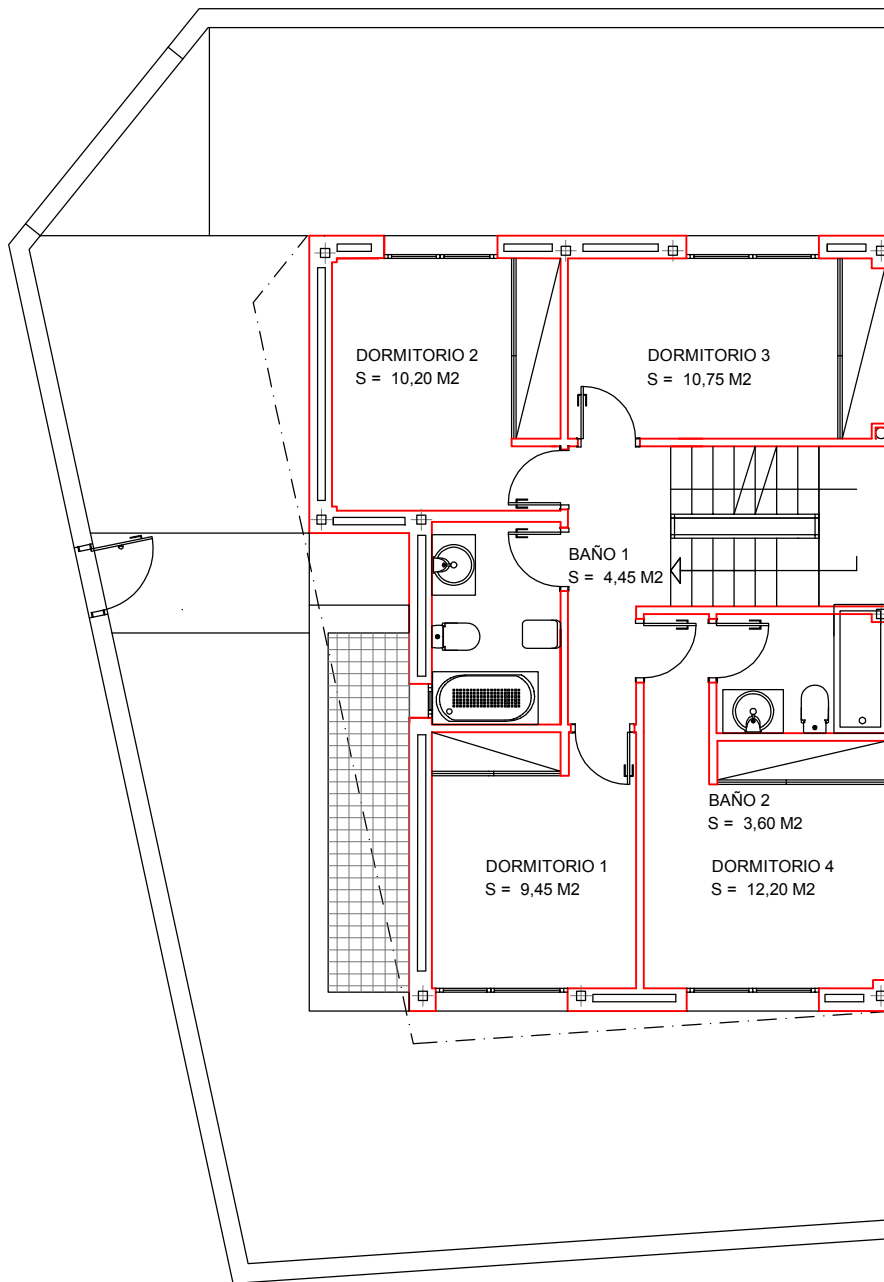 DORMITORIO 2
S = 10,20 M2
DORMITORIO 3
S = 10,75 M2
BAÑO 1
S = 4,45 M2
BAÑO 2
S = 3,60 M2
DORMITORIO 1
S = 9,45 M2
DORMITORIO 4
S = 12,20 M2